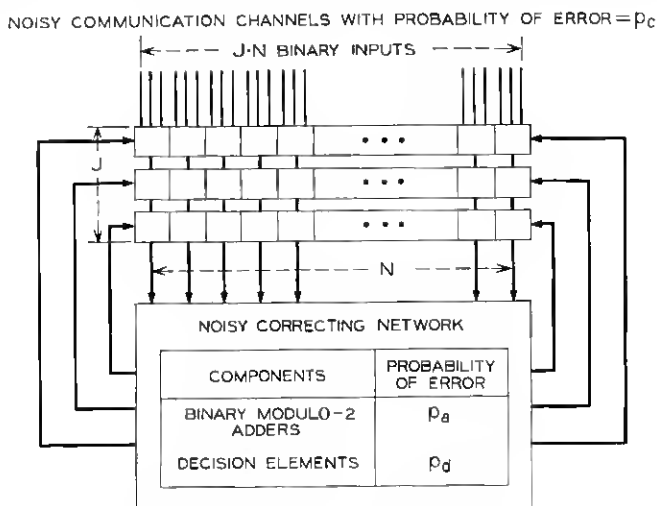 NOISY COMMUNICATION CHANNELS WITH PROBABILITY OF ERROR=pc
J·N BINARY INPUTS
J
N
NOISY CORRECTING NETWORK
COMPONENTS
PROBABILITY OF ERROR
BINARY MODULO-2 ADDERS
pa
DECISION ELEMENTS
pd